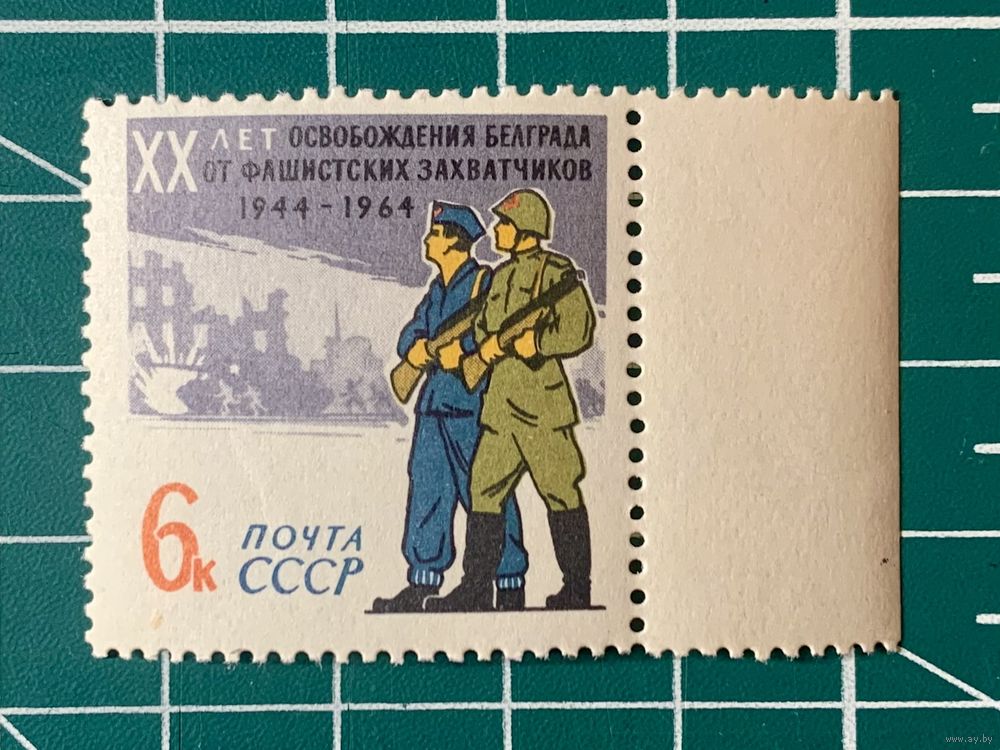 XX ЛЕТ ОСВОБОЖДЕНИЯ БЕЛГРАДА
ОТ ФАШИСТСКИХ ЗАХВАТЧИКОВ
1944 - 1964
6к
ПОЧТА
СССР
www.ay.by